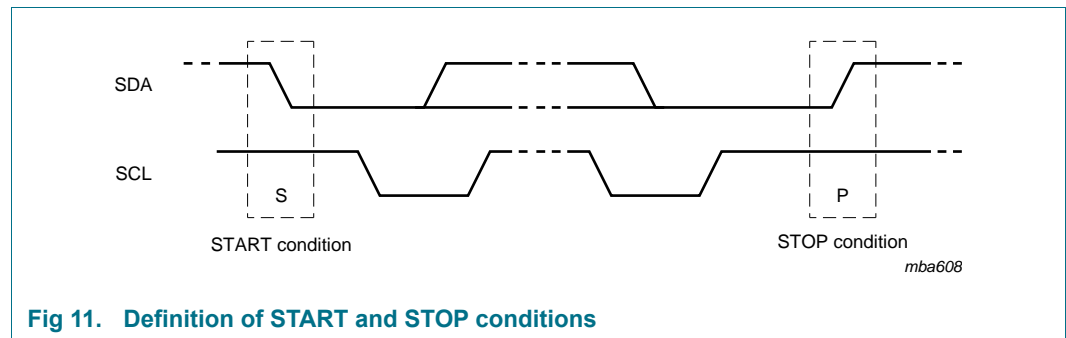 SDA
SCL
S
P
START condition
STOP condition
mba608
Fig 11. Definition of START and STOP conditions